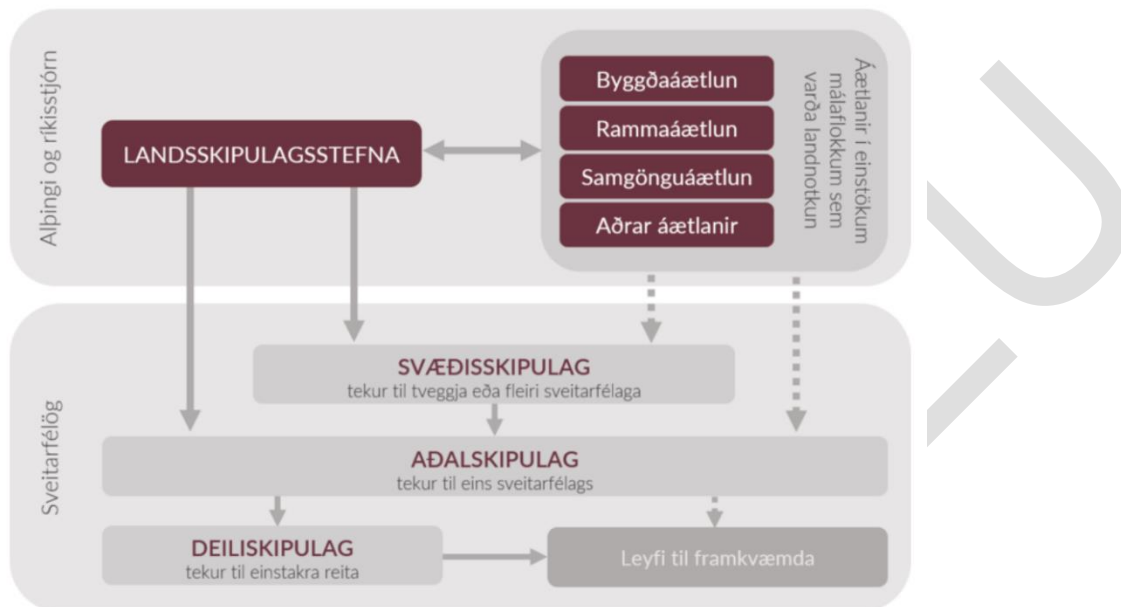 Alþingi og ríkisstjórn
LANDSSKIPULAGSSTEFNA
Byggðaáætlun
Rammaáætlun
Samgönguáætlun
Aðrar áætlanir
Áætlanir í einstökum
málaflokkum sem
varða landnotkun
Sveitarfélög
SVÆÐISSKIPULAG
tekur til tveggja eða fleiri sveitarfélaga
AÐALSKIPULAG
tekur til eins sveitarfélags
DEILISKIPULAG
tekur til einstakra reita
Leyfi til framkvæmda